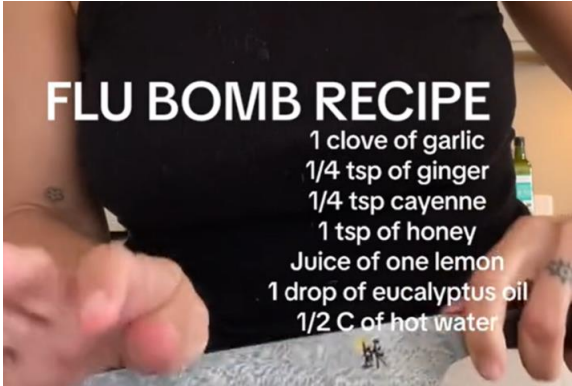 FLU BOMB RECIPE
1 clove of garlic
1/4 tsp of ginger
1/4 tsp cayenne
1 tsp of honey
Juice of one lemon
1 drop of eucalyptus oil
1/2 C of hot water